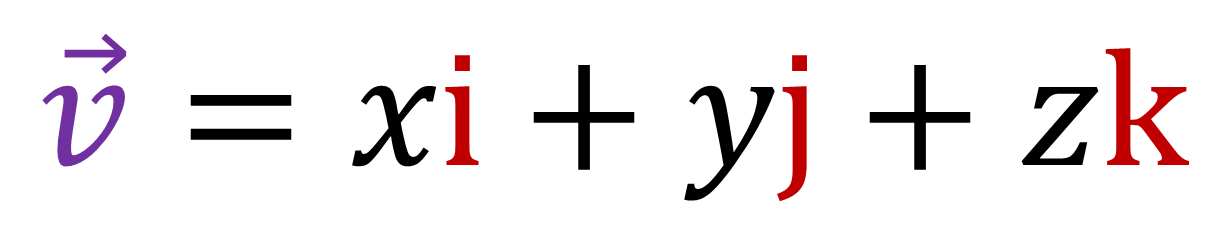 v⃗ = xi + yj + zk